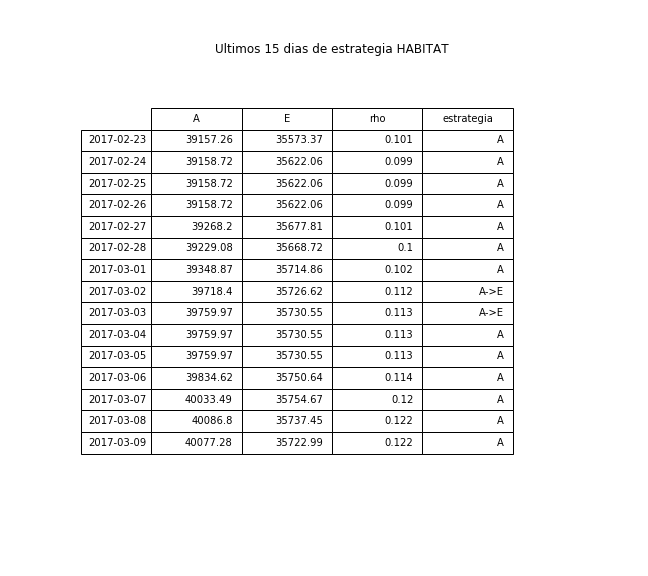 Ultimos 15 dias de estrategia HABITAT
A E rho estrategia
2017-02-23 39157.26 35573.37 0.101 A
2017-02-24 39158.72 35622.06 0.099 A
2017-02-25 39158.72 35622.06 0.099 A
2017-02-26 39158.72 35622.06 0.099 A
2017-02-27 39268.2 35677.81 0.101 A
2017-02-28 39229.08 35668.72 0.1 A
2017-03-01 39348.87 35714.86 0.102 A
2017-03-02 39718.4 35726.62 0.112 A->E
2017-03-03 39759.97 35730.55 0.113 A->E
2017-03-04 39759.97 35730.55 0.113 A
2017-03-05 39759.97 35730.55 0.113 A
2017-03-06 39834.62 35750.64 0.114 A
2017-03-07 40033.49 35754.67 0.12 A
2017-03-08 40086.8 35737.45 0.122 A
2017-03-09 40077.28 35722.99 0.122 A